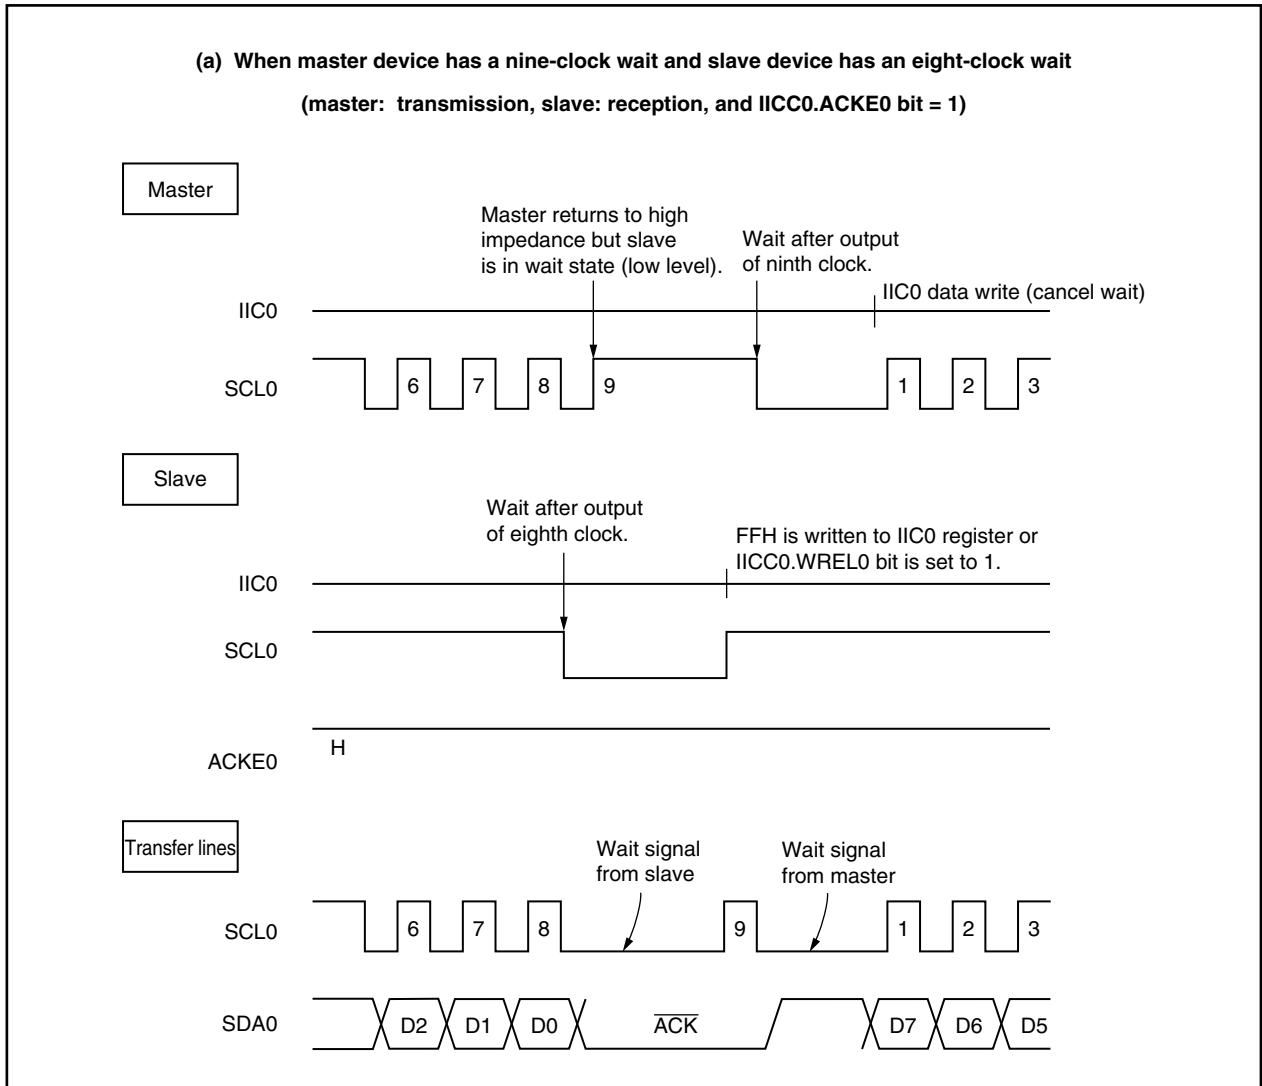 (a) When master device has a nine-clock wait and slave device has an eight-clock wait
(master: transmission, slave: reception, and IICC0.ACKE0 bit = 1)
Master
Master returns to high
impedance but slave
is in wait state (low level).
Wait after output
of ninth clock.
IIC0 data write (cancel wait)
IIC0
SCL0
6 7 8 9 1 2 3
Slave
Wait after output
of eighth clock.
FFH is written to IIC0 register or
IICC0.WREL0 bit is set to 1.
IIC0
SCL0
H
ACKE0
Transfer lines
Wait signal
from slave
Wait signal
from master
SCL0
6 7 8 9 1 2 3
SDA0
D2 D1 D0 A̅C̅K̅ D7 D6 D5